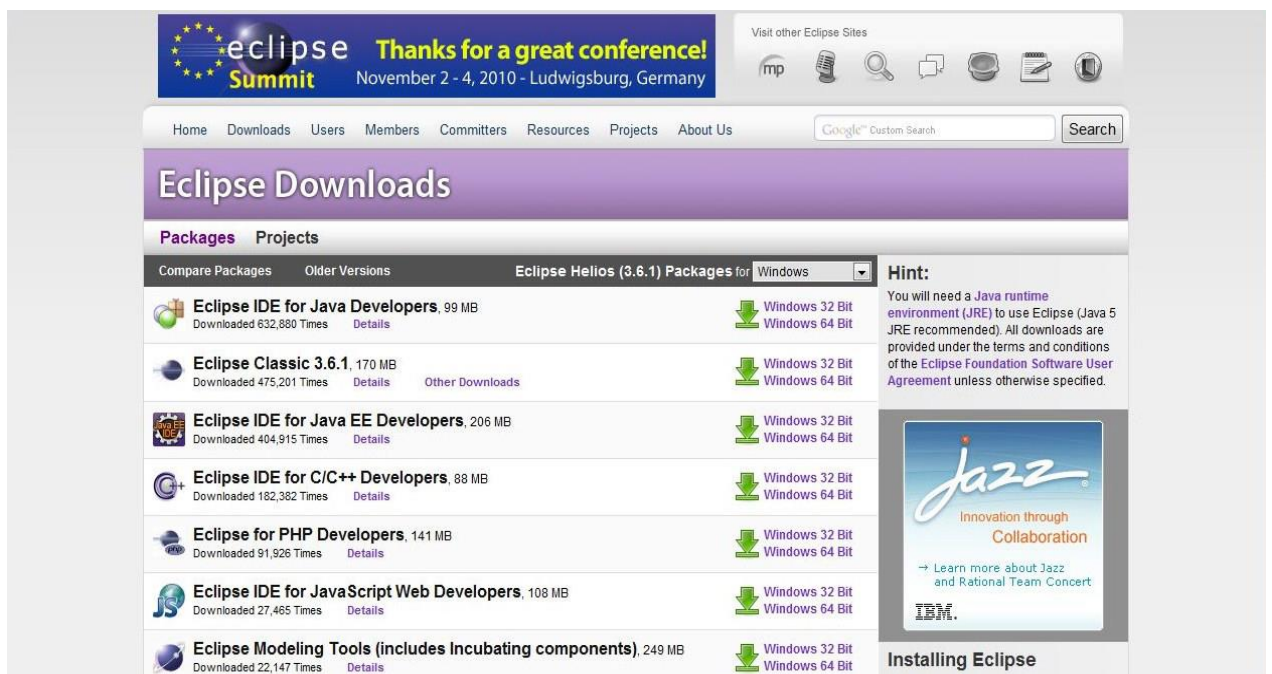 eclipse
Summit
Thanks for a great conference!
November 2 - 4, 2010 - Ludwigsburg, Germany
Visit other Eclipse Sites
mp
Home Downloads Users Members Committers Resources Projects About Us
Google™ Custom Search
Search
Eclipse Downloads
Packages Projects
Compare Packages Older Versions Eclipse Helios (3.6.1) Packages for Windows
Eclipse IDE for Java Developers, 99 MB
Downloaded 632,880 Times Details
Windows 32 Bit
Windows 64 Bit
Eclipse Classic 3.6.1, 170 MB
Downloaded 475,201 Times Details Other Downloads
Windows 32 Bit
Windows 64 Bit
Java EE
IDE
Eclipse IDE for Java EE Developers, 206 MB
Downloaded 404,915 Times Details
Windows 32 Bit
Windows 64 Bit
C++
Eclipse IDE for C/C++ Developers, 88 MB
Downloaded 182,382 Times Details
Windows 32 Bit
Windows 64 Bit
php
Eclipse for PHP Developers, 141 MB
Downloaded 91,926 Times Details
Windows 32 Bit
Windows 64 Bit
JS
Eclipse IDE for JavaScript Web Developers, 108 MB
Downloaded 27,465 Times Details
Windows 32 Bit
Windows 64 Bit
Eclipse Modeling Tools (includes Incubating components), 249 MB
Downloaded 22,147 Times Details
Windows 32 Bit
Windows 64 Bit
Hint:
You will need a Java runtime
environment (JRE) to use Eclipse (Java 5
JRE recommended). All downloads are
provided under the terms and conditions
of the Eclipse Foundation Software User
Agreement unless otherwise specified.
jazz®
Innovation through
Collaboration
→ Learn more about Jazz
and Rational Team Concert
IBM.
Installing Eclipse